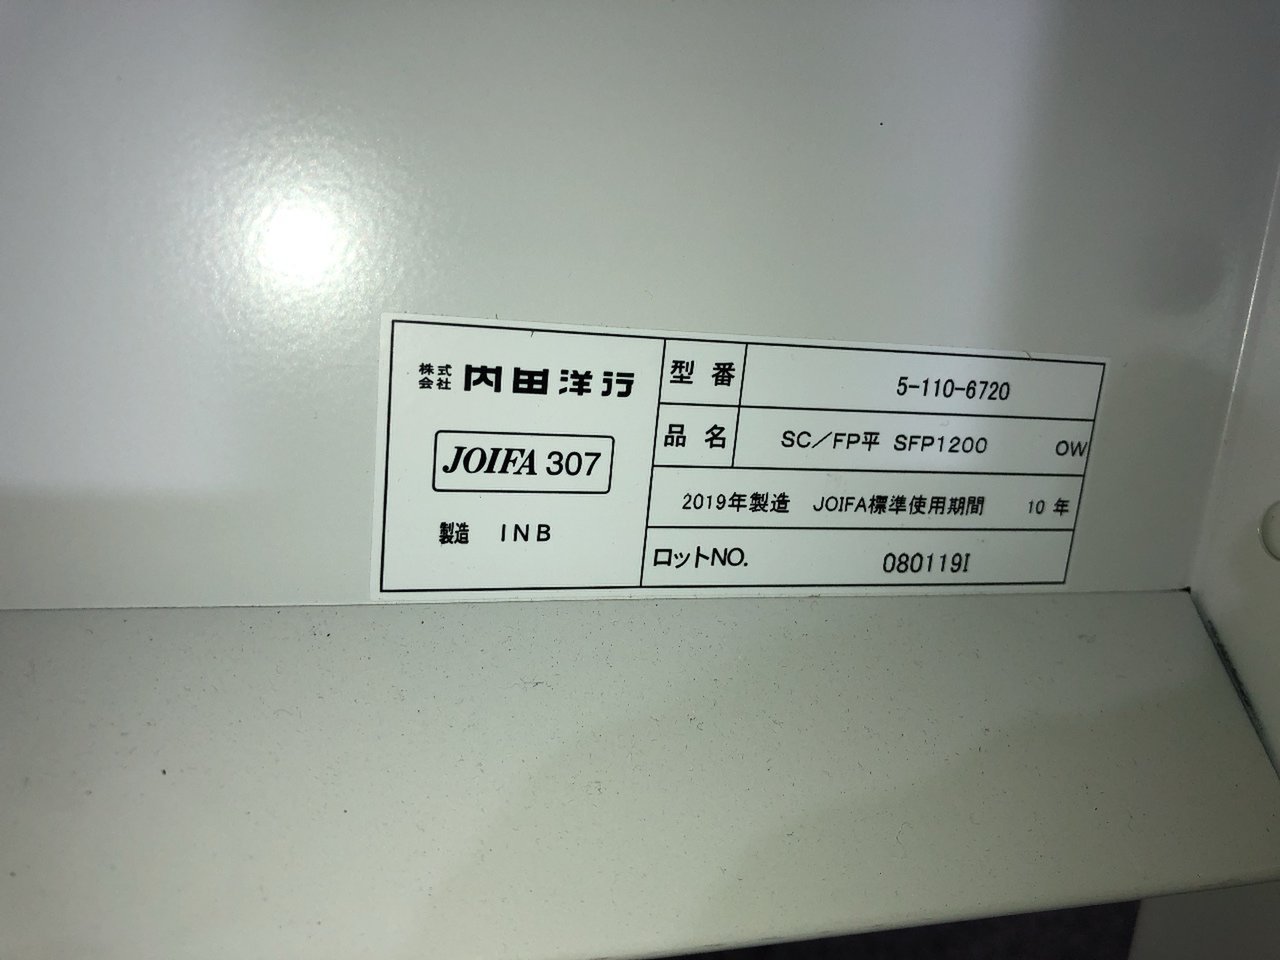 株式会社 内田洋行
JOIFA 307
製造 INB
型番 5-110-6720
品名 SC／FP平 SFP1200 OW
2019年製造 JOIFA標準使用期間 10年
ロットNO. 080119I